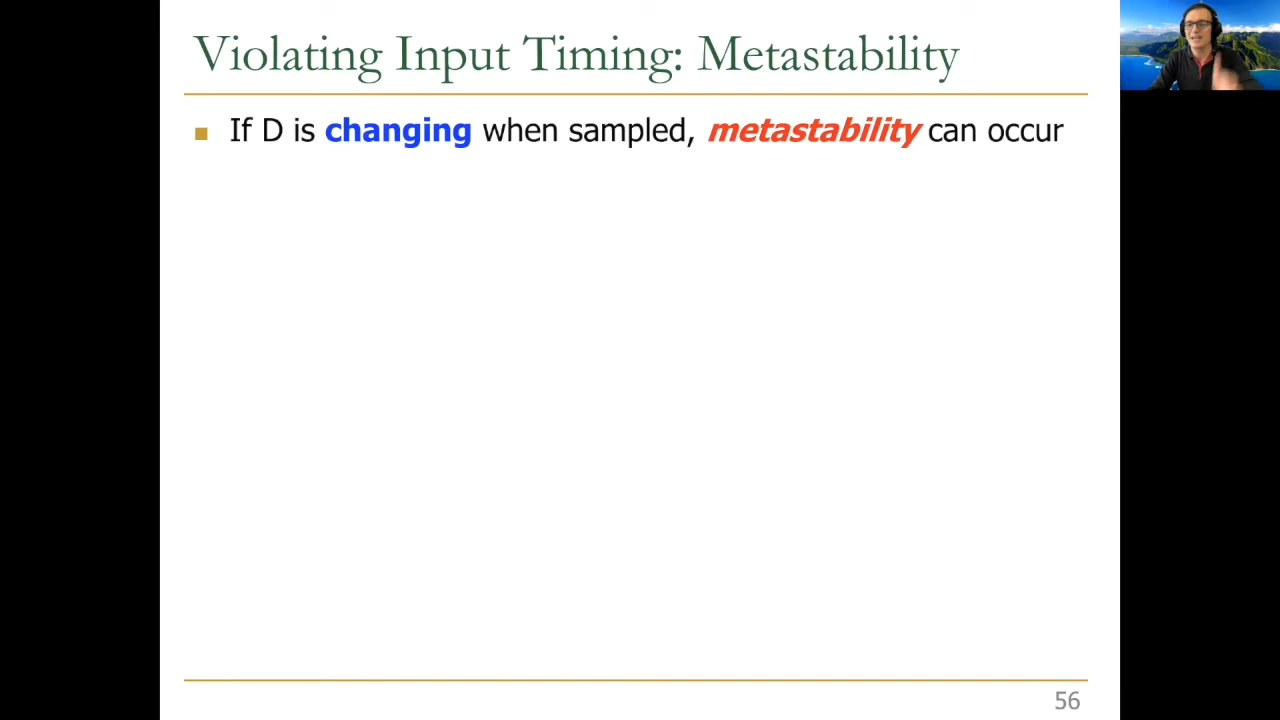 Violating Input Timing: Metastability
If D is changing when sampled, metastability can occur
56